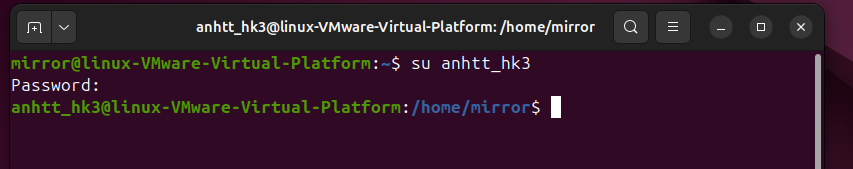 anhtt_hk3@linux-VMware-Virtual-Platform: /home/mirror
mirror@linux-VMware-Virtual-Platform:~$ su anhtt_hk3
Password:
anhtt_hk3@linux-VMware-Virtual-Platform:/home/mirror$